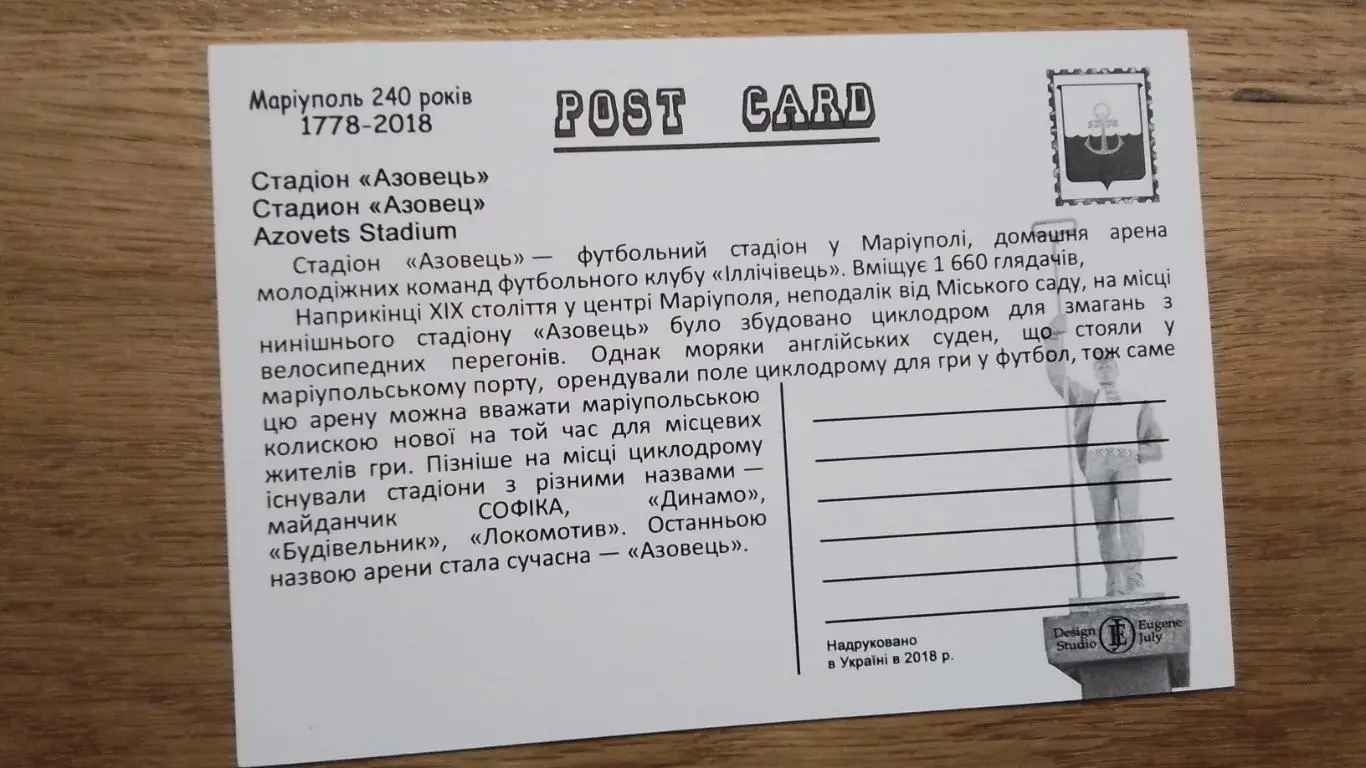 Маріуполь 240 років
1778-2018
POST CARD
Стадіон «Азовець»
Стадион «Азовец»
Azovets Stadium
Стадіон «Азовець» — футбольний стадіон у Маріуполі, домашня арена
молодіжних команд футбольного клубу «Іллічівець». Вміщує 1 660 глядачів,
Наприкінці XIX століття у центрі Маріуполя, неподалік від Міського саду, на місці
нинішнього стадіону «Азовець» було збудовано циклодром для змагань з
велосипедних перегонів. Однак моряки англійських суден, що стояли у
маріупольському порту, орендували поле циклодрому для гри у футбол, тож саме
цю арену можна вважати маріупольською
колискою нової на той час для місцевих
жителів гри. Пізніше на місці циклодрому
існували стадіони з різними назвами —
майданчик СОФІКА, «Динамо»,
«Будівельник», «Локомотив». Останньою
назвою арени стала сучасна — «Азовець».
Надруковано
в Україні в 2018 р.
Design Eugene
Studio July